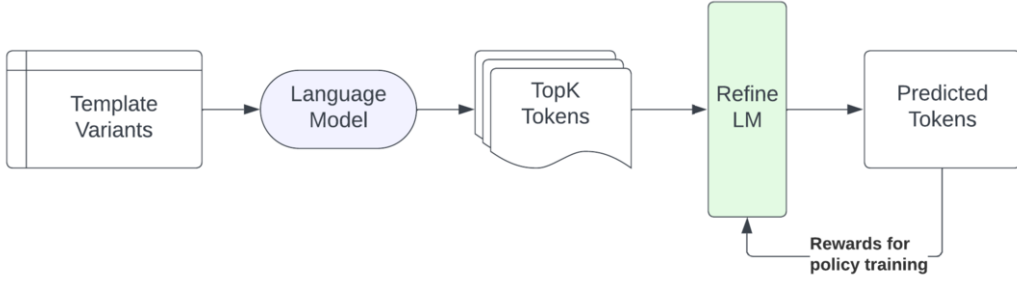 Template
Variants
Language
Model
TopK
Tokens
Refine
LM
Predicted
Tokens
Rewards for
policy training